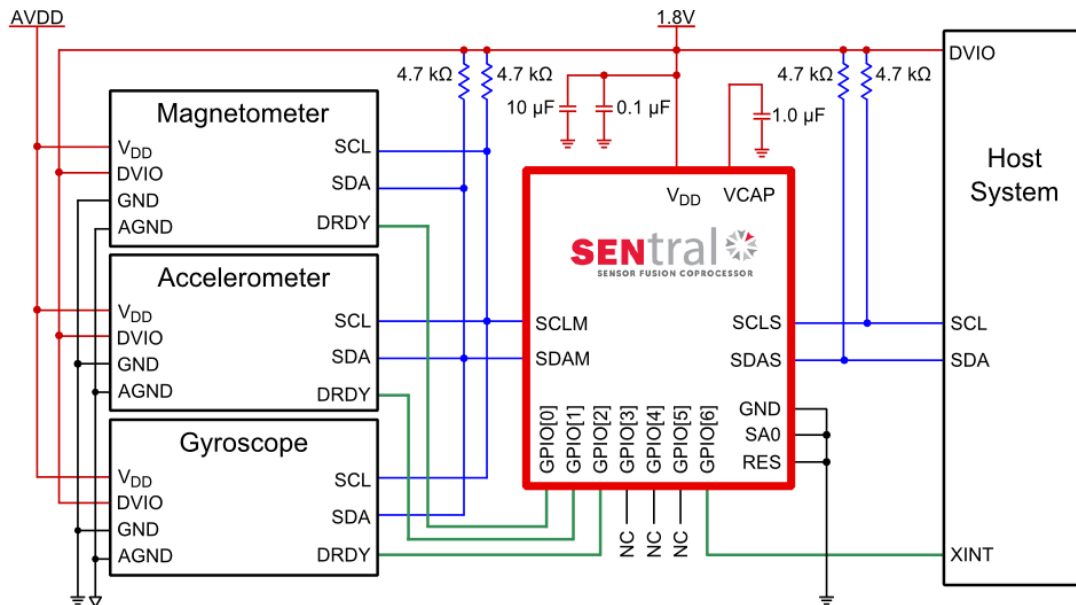 AVDD
1.8V
4.7 kΩ
4.7 kΩ
10 µF
0.1 µF
1.0 µF
4.7 kΩ
4.7 kΩ
Magnetometer
VDD
DVIO
GND
AGND
SCL
SDA
DRDY
Accelerometer
VDD
DVIO
GND
AGND
SCL
SDA
DRDY
Gyroscope
VDD
DVIO
GND
AGND
SCL
SDA
DRDY
VDD
VCAP
SENtral
SENSOR FUSION COPROCESSOR
SCLM
SDAM
SCLS
SDAS
GND
SA0
RES
GPIO[0]
GPIO[1]
GPIO[2]
GPIO[3]
GPIO[4]
GPIO[5]
GPIO[6]
NC
NC
NC
DVIO
Host
System
SCL
SDA
XINT